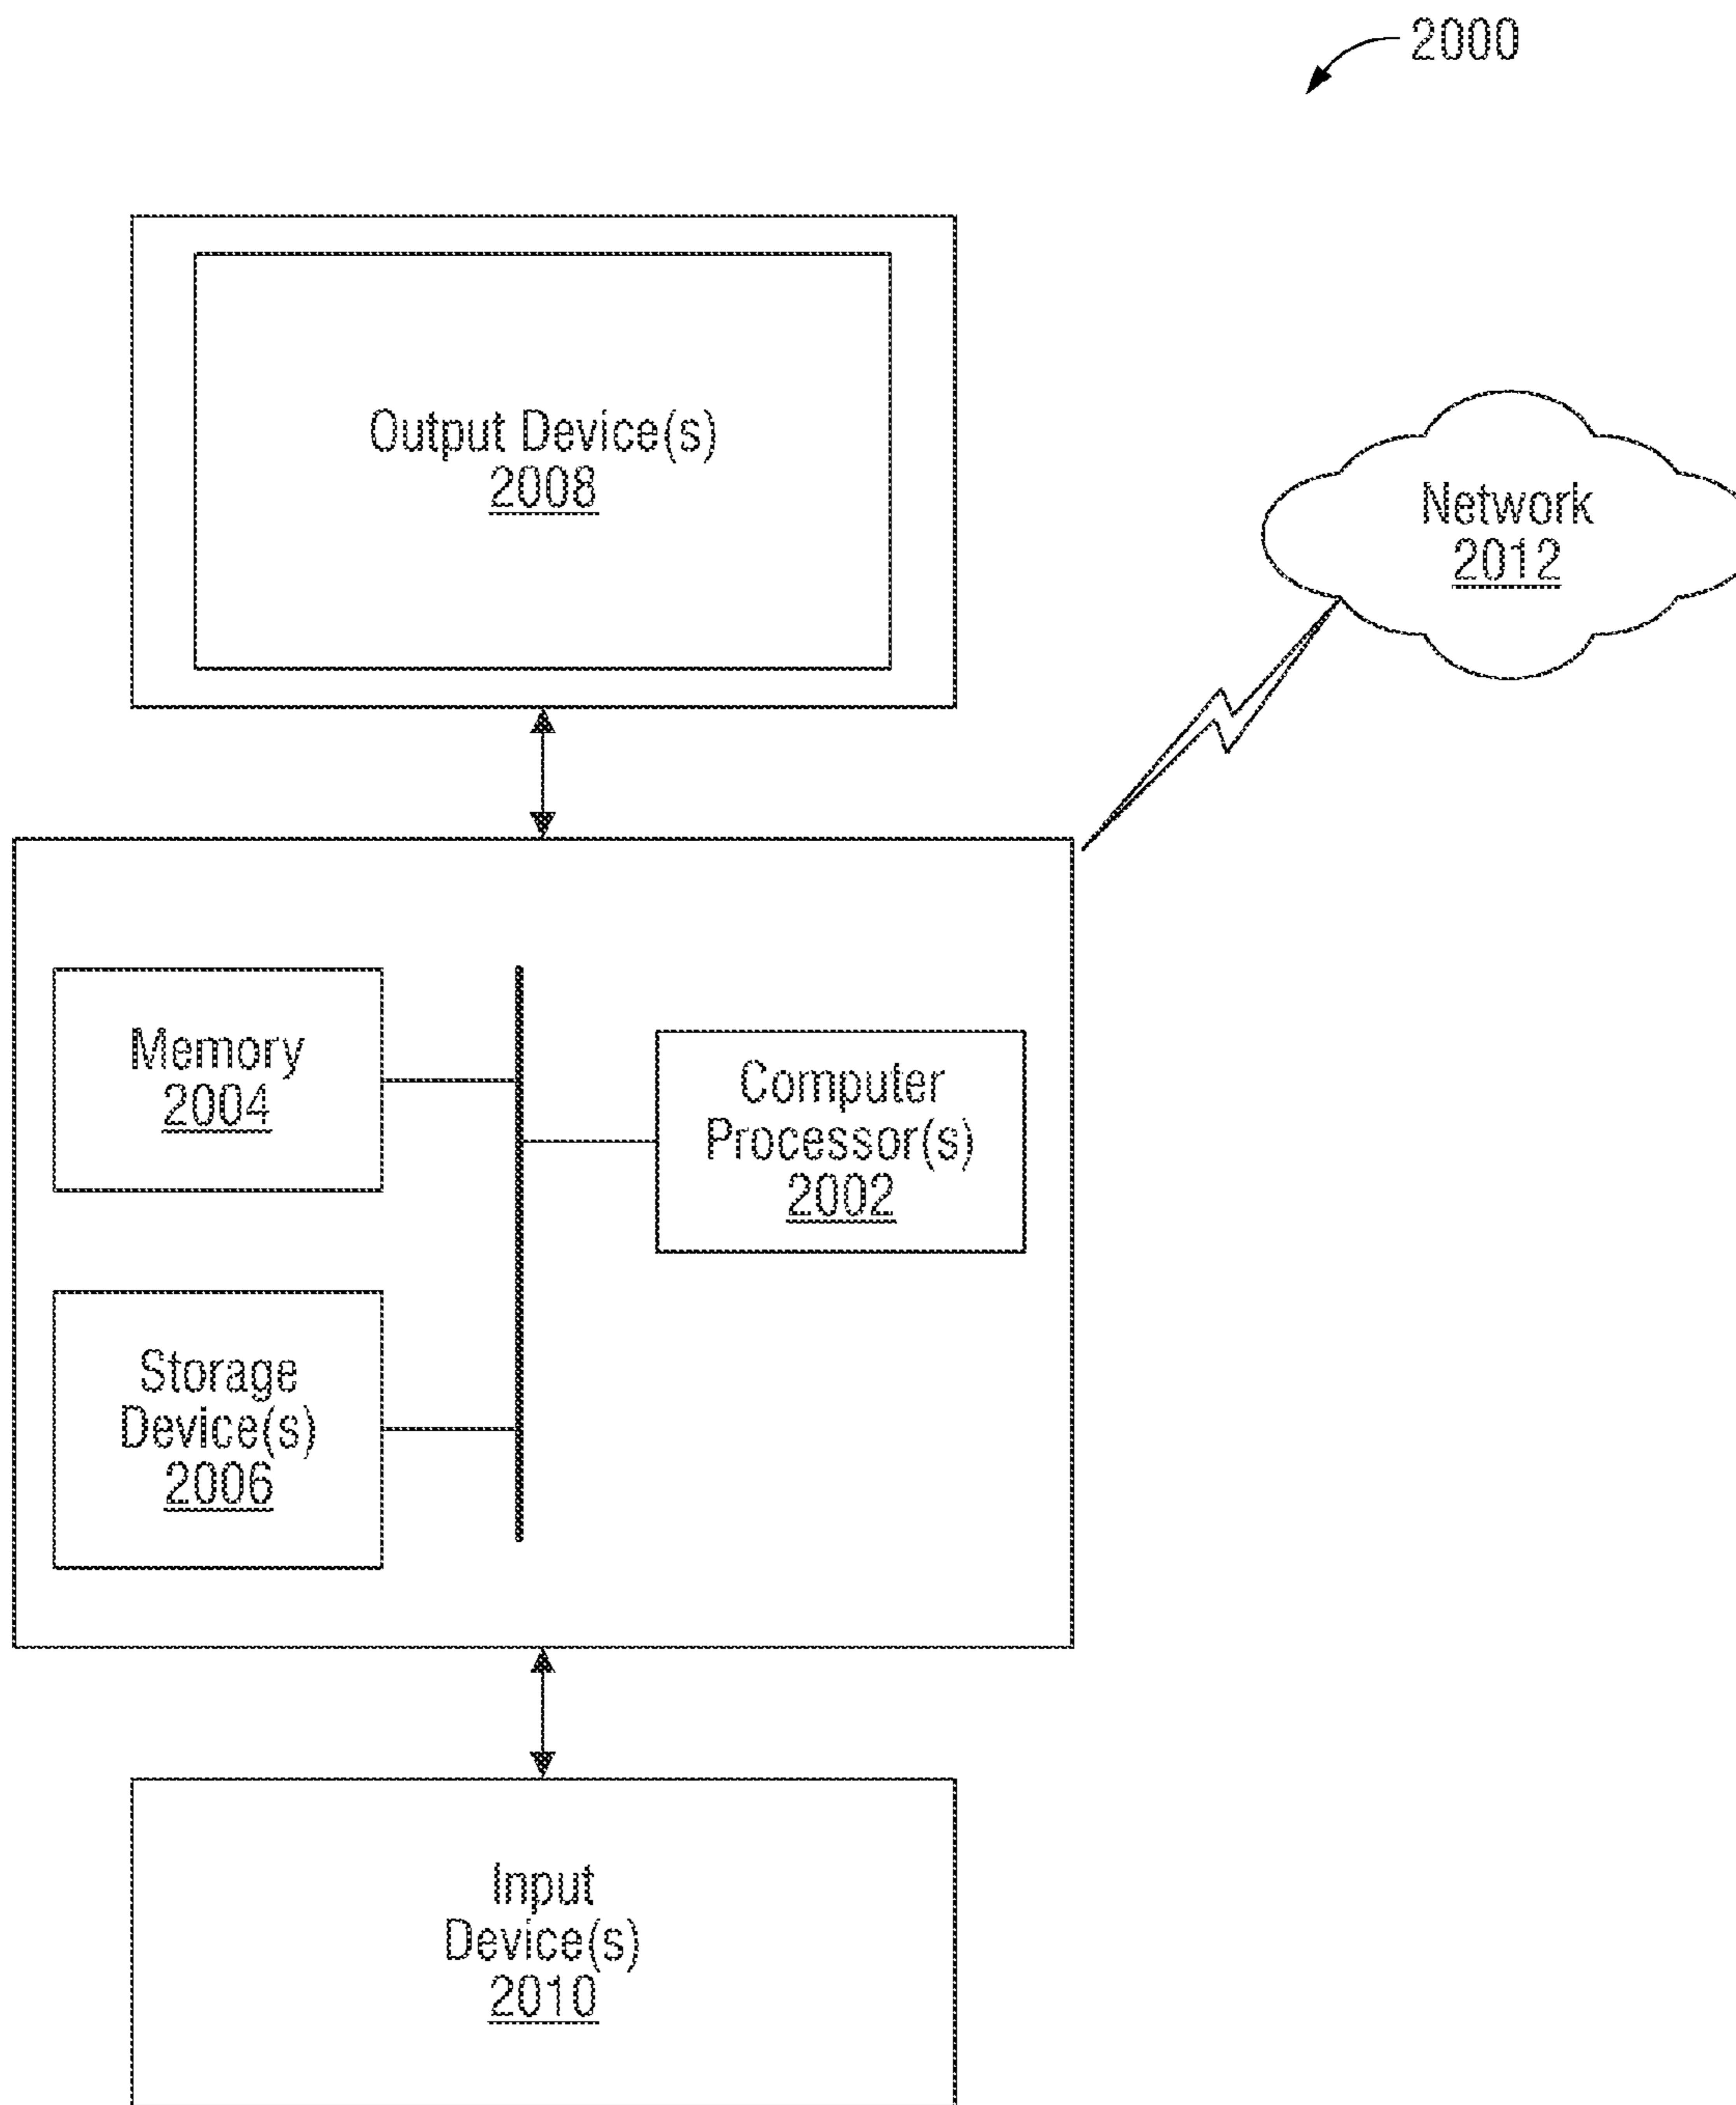 2000
Output Device(s)
2008
Network
2012
Memory
2004
Computer
Processor(s)
2002
Storage
Device(s)
2006
Input
Device(s)
2010